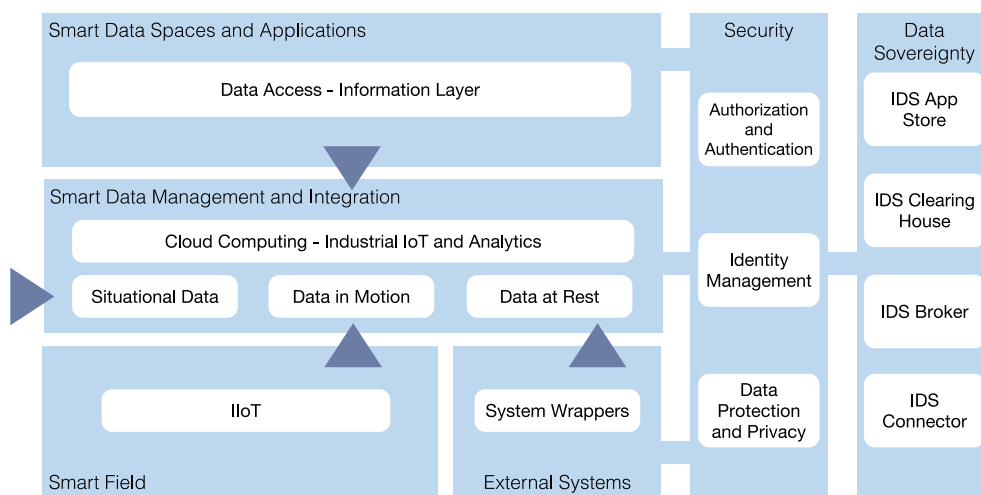 Smart Data Spaces and Applications
Data Access - Information Layer
Smart Data Management and Integration
Cloud Computing - Industrial IoT and Analytics
Situational Data
Data in Motion
Data at Rest
IIoT
Smart Field
System Wrappers
External Systems
Security
Authorization
and
Authentication
Identity
Management
Data
Protection
and Privacy
Data
Sovereignty
IDS App
Store
IDS Clearing
House
IDS Broker
IDS
Connector